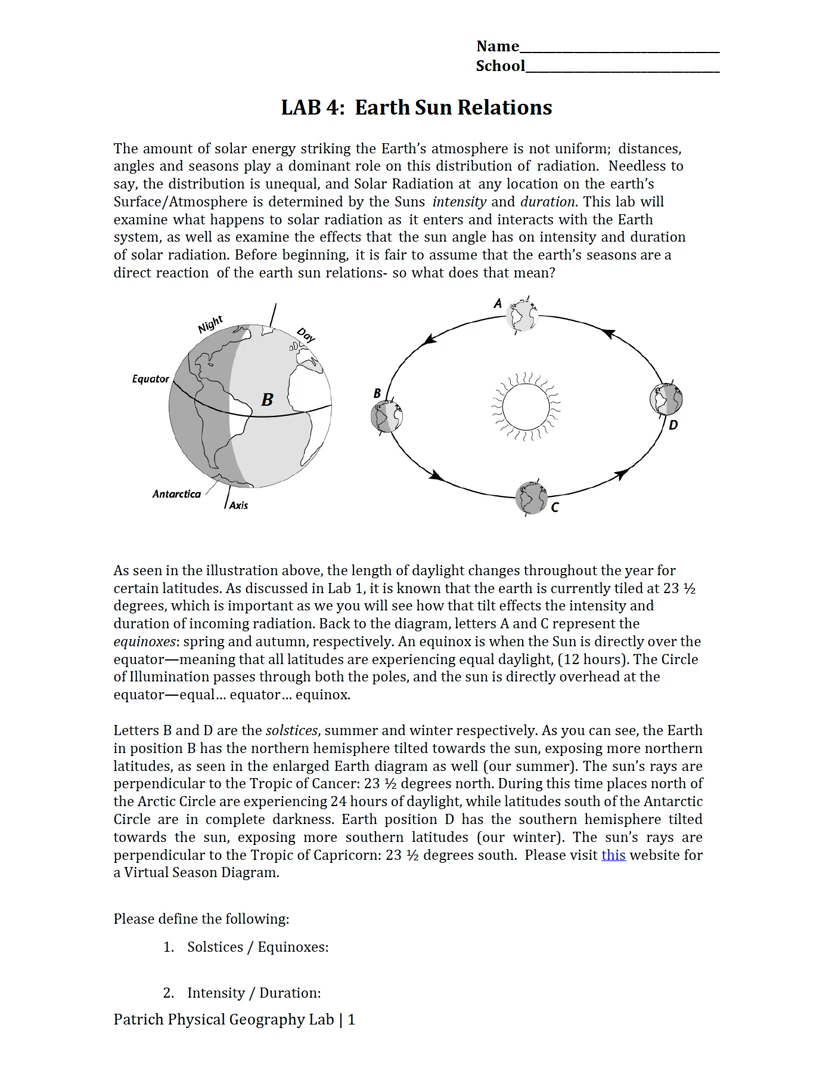 Name______________________________
School______________________________
LAB 4:  Earth Sun Relations
The amount of solar energy striking the Earth’s atmosphere is not uniform;  distances,
angles and seasons play a dominant role on this distribution of radiation.  Needless to
say, the distribution is unequal, and Solar Radiation at any location on the earth’s
Surface/Atmosphere is determined by the Suns intensity and duration. This lab will
examine what happens to solar radiation as it enters and interacts with the Earth
system, as well as examine the effects that the sun angle has on intensity and duration
of solar radiation. Before beginning, it is fair to assume that the earth’s seasons are a
direct reaction of the earth sun relations- so what does that mean?
Night
Day
Equator
B
Antarctica
Axis
A
B
D
C
As seen in the illustration above, the length of daylight changes throughout the year for
certain latitudes. As discussed in Lab 1, it is known that the earth is currently tiled at 23 ½
degrees, which is important as we you will see how that tilt effects the intensity and
duration of incoming radiation. Back to the diagram, letters A and C represent the
equinoxes: spring and autumn, respectively. An equinox is when the Sun is directly over the
equator—meaning that all latitudes are experiencing equal daylight, (12 hours). The Circle
of Illumination passes through both the poles, and the sun is directly overhead at the
equator—equal… equator… equinox.
Letters B and D are the solstices, summer and winter respectively. As you can see, the Earth
in position B has the northern hemisphere tilted towards the sun, exposing more northern
latitudes, as seen in the enlarged Earth diagram as well (our summer). The sun’s rays are
perpendicular to the Tropic of Cancer: 23 ½ degrees north. During this time places north of
the Arctic Circle are experiencing 24 hours of daylight, while latitudes south of the Antarctic
Circle are in complete darkness. Earth position D has the southern hemisphere tilted
towards the sun, exposing more southern latitudes (our winter). The sun’s rays are
perpendicular to the Tropic of Capricorn: 23 ½ degrees south.  Please visit this website for
a Virtual Season Diagram.
Please define the following:
1. Solstices / Equinoxes:
2. Intensity / Duration:
Patrich Physical Geography Lab | 1